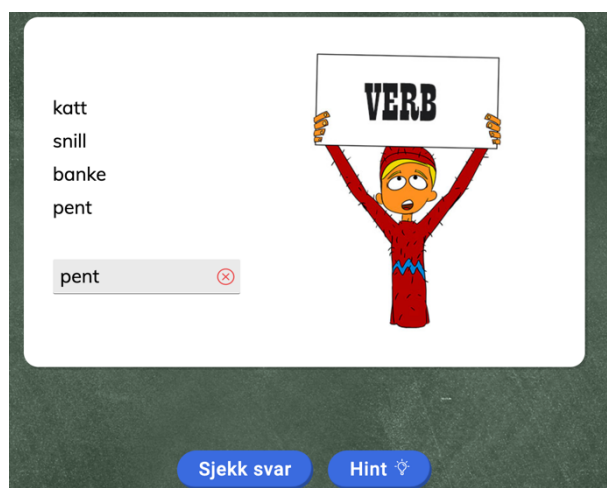 katt
snill
banke
pent
pent
VERB
Sjekk svar
Hint